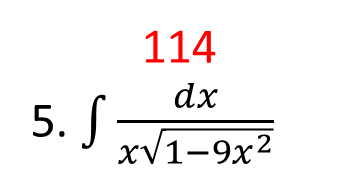 114
5. ∫ dx / x√1−9x²